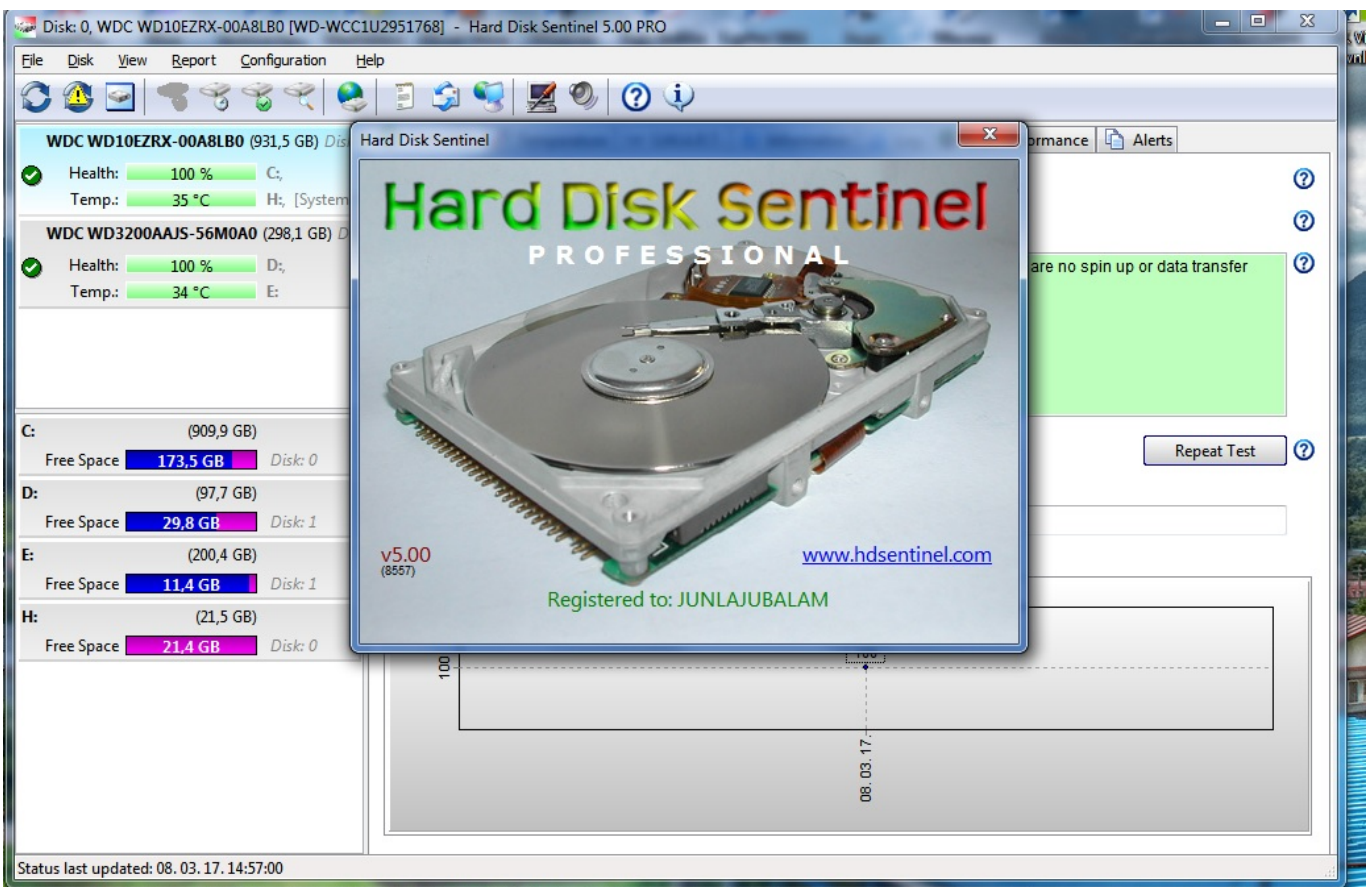 Disk: 0, WDC WD10EZRX-00A8LB0 [WD-WCC1U2951768] - Hard Disk Sentinel 5.00 PRO
File Disk View Report Configuration Help
WDC WD10EZRX-00A8LB0 (931,5 GB)
Health: 100 % C:,
Temp.: 35 °C H:, [System
WDC WD3200AAJS-56M0A0 (298,1 GB)
Health: 100 % D:,
Temp.: 34 °C E:
C: (909,9 GB)
Free Space 173,5 GB Disk: 0
D: (97,7 GB)
Free Space 29,8 GB Disk: 1
E: (200,4 GB)
Free Space 11,4 GB Disk: 1
H: (21,5 GB)
Free Space 21,4 GB Disk: 0
Hard Disk Sentinel
Hard Disk Sentinel
PROFESSIONAL
v5.00
(8557)
www.hdsentinel.com
Registered to: JUNLAJUBALAM
Alerts
are no spin up or data transfer
Repeat Test
100
08. 03. 17.
Status last updated: 08. 03. 17. 14:57:00